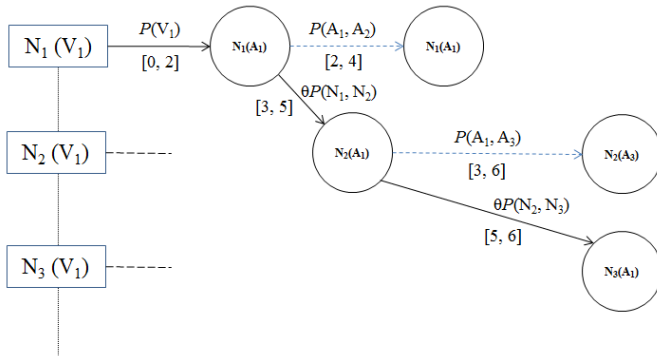 N₁ (V₁)
P(V₁)
[0, 2]
N₁(A₁)
P(A₁, A₂)
[2, 4]
N₁(A₁)
θP(N₁, N₂)
[3, 5]
N₂ (V₁)
N₂(A₁)
P(A₁, A₃)
[3, 6]
N₂(A₃)
θP(N₂, N₃)
[5, 6]
N₃ (V₁)
N₃(A₁)